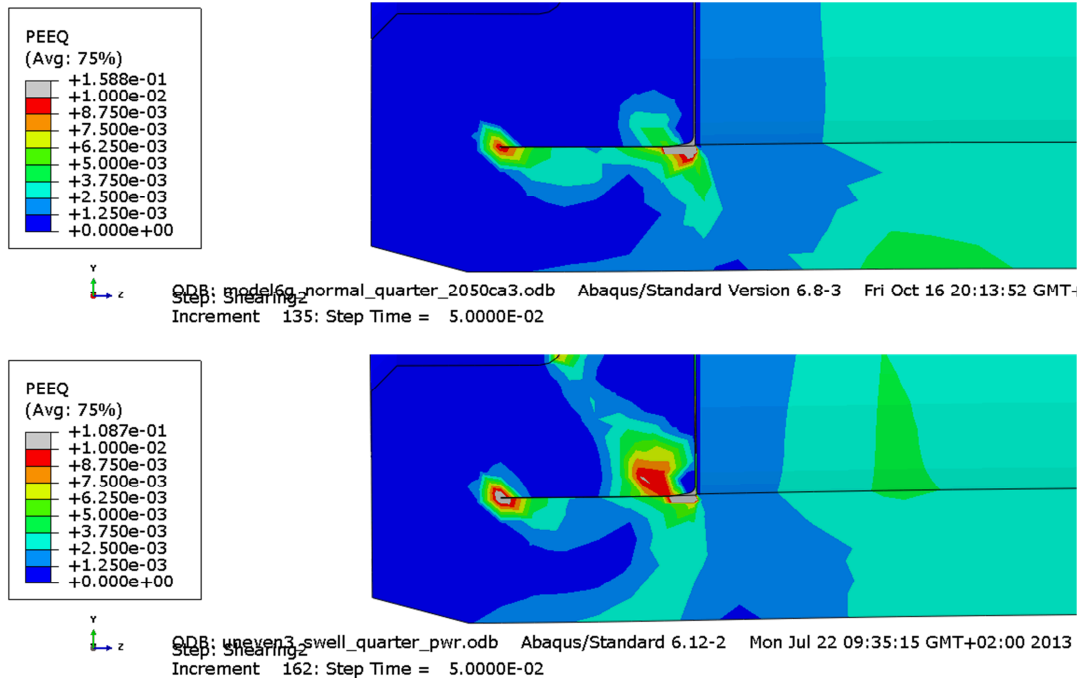 PEEQ
(Avg: 75%)
+1.588e-01
+1.000e-02
+8.750e-03
+7.500e-03
+6.250e-03
+5.000e-03
+3.750e-03
+2.500e-03
+1.250e-03
+0.000e+00
Y
Z
ODB: model6g_normal_quarter_2050ca3.odb Abaqus/Standard Version 6.8-3 Fri Oct 16 20:13:52 GMT+
Step: Shearing2
Increment 135: Step Time = 5.0000E-02
PEEQ
(Avg: 75%)
+1.087e-01
+1.000e-02
+8.750e-03
+7.500e-03
+6.250e-03
+5.000e-03
+3.750e-03
+2.500e-03
+1.250e-03
+0.000e+00
Y
Z
ODB: uneven3_swell_quarter_pwr.odb Abaqus/Standard 6.12-2 Mon Jul 22 09:35:15 GMT+02:00 2013
Step: Shearing2
Increment 162: Step Time = 5.0000E-02